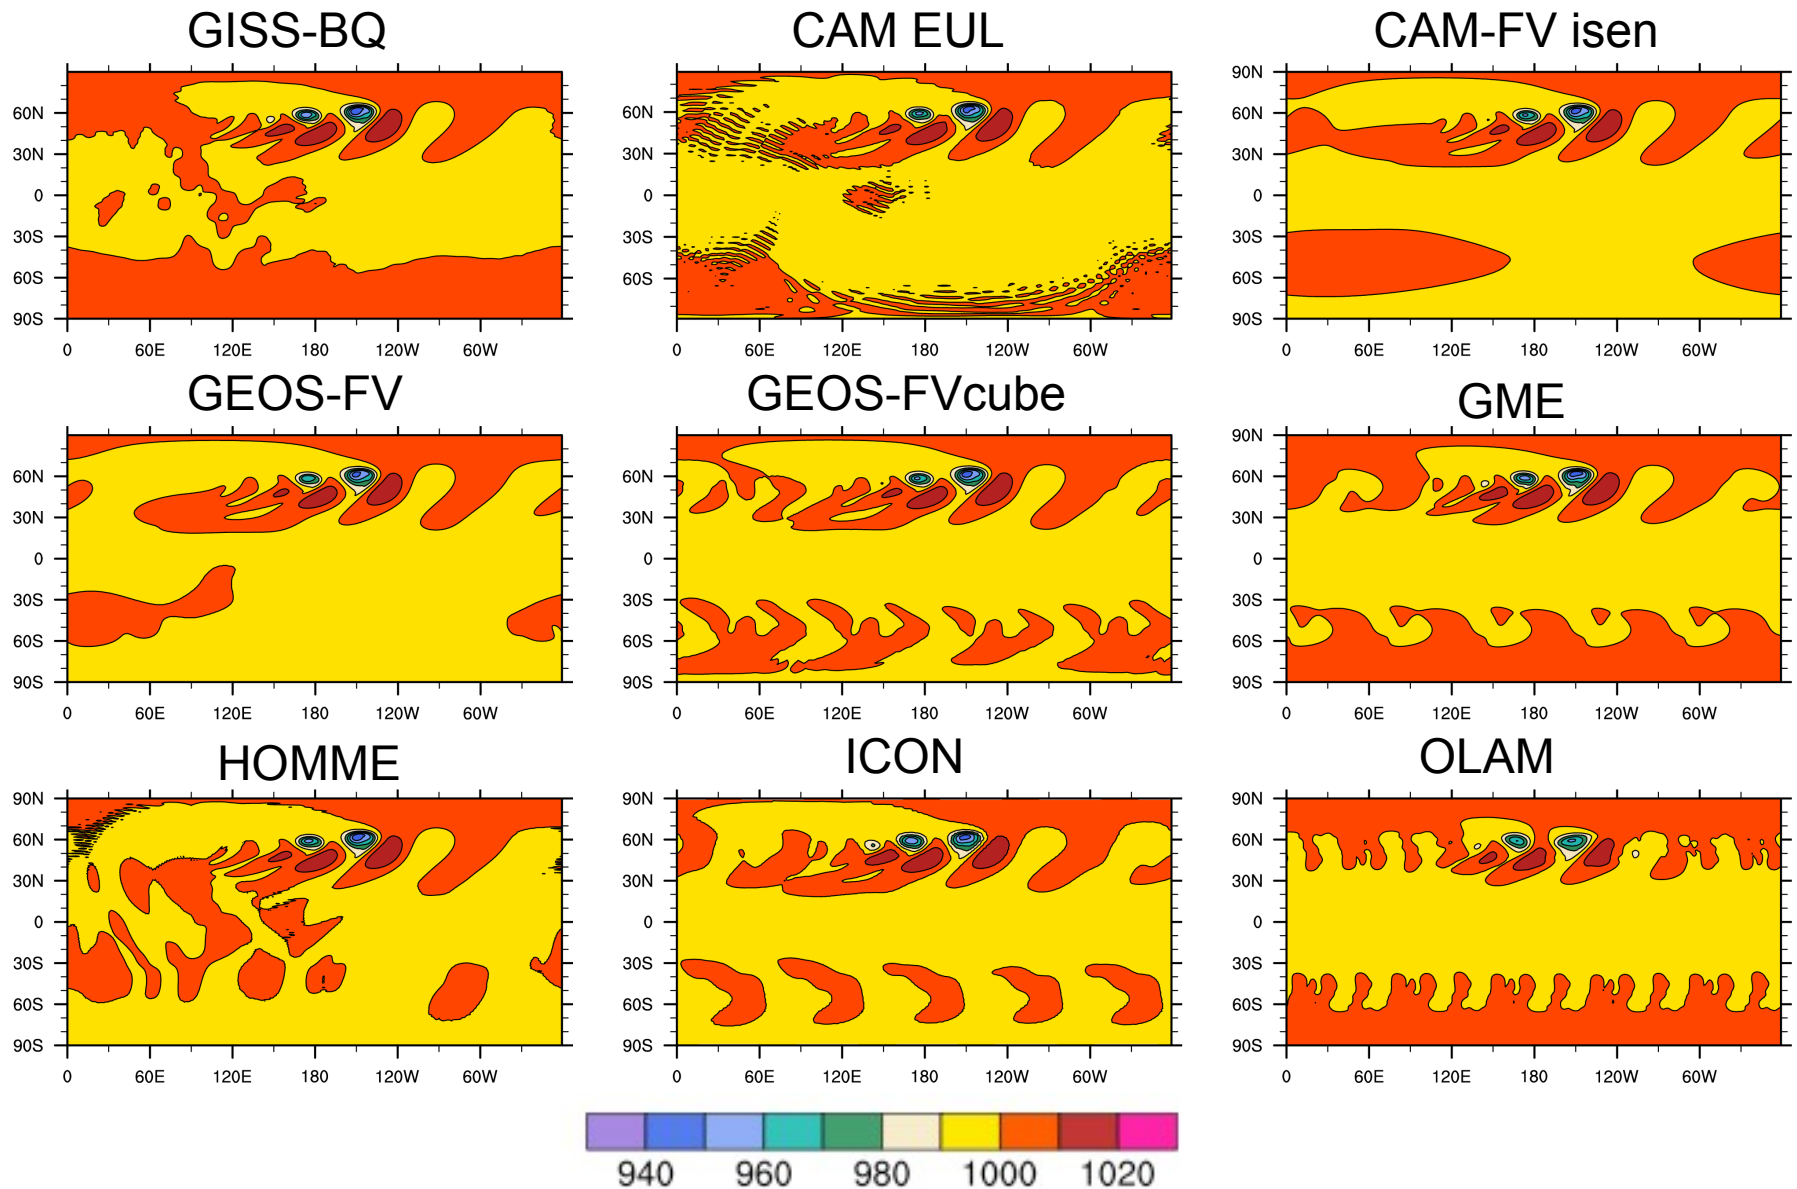 GISS-BQ CAM EUL CAM-FV isen
90N
60N 60N 60N
30N 30N 30N
0 0 0
30S 30S 30S
60S 60S 60S
90S 90S
0 60E 120E 180 120W 60W 0 60E 120E 180 120W 60W 0 60E 120E 180 120W 60W
GEOS-FV GEOS-FVcube GME
90N 90N 90N
60N 60N 60N
30N 30N 30N
0 0 0
30S 30S 30S
60S 60S 60S
90S 90S 90S
0 60E 120E 180 120W 60W 0 60E 120E 180 120W 60W 0 60E 120E 180 120W 60W
HOMME ICON OLAM
90N 90N 90N
60N 60N 60N
30N 30N 30N
0 0 0
30S 30S 30S
60S 60S 60S
90S 90S 90S
0 60E 120E 180 120W 60W 0 60E 120E 180 120W 60W 0 60E 120E 180 120W 60W
940 960 980 1000 1020